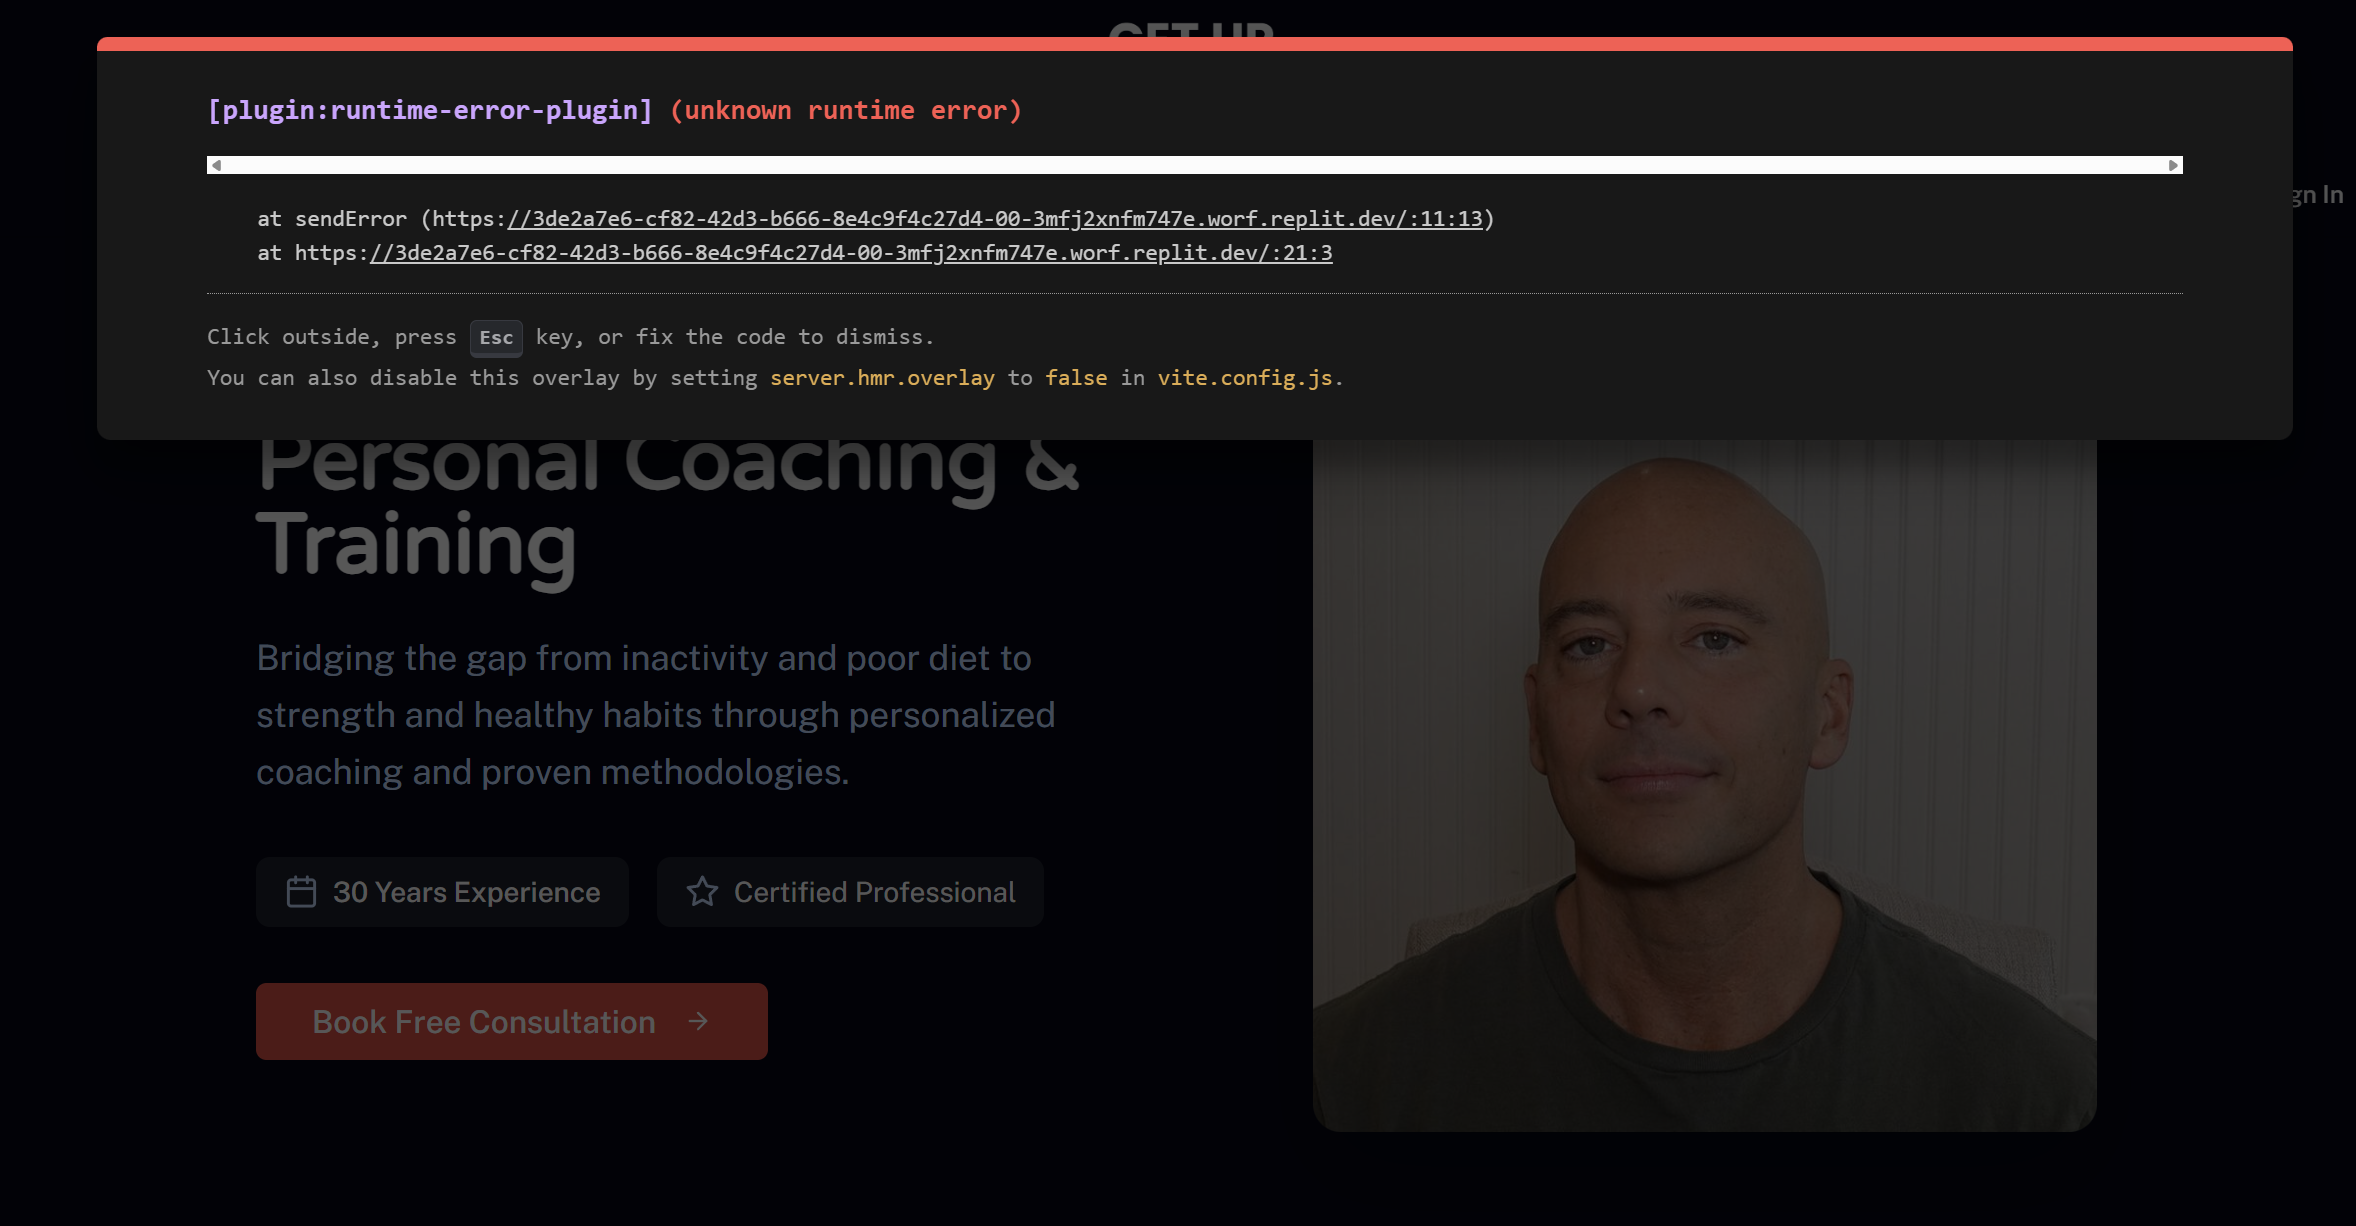 GET UP
[plugin:runtime-error-plugin] (unknown runtime error)
at sendError (https://3de2a7e6-cf82-42d3-b666-8e4c9f4c27d4-00-3mfj2xnfm747e.worf.replit.dev/:11:13)
gn In
at https://3de2a7e6-cf82-42d3-b666-8e4c9f4c27d4-00-3mfj2xnfm747e.worf.replit.dev/:21:3
Click outside, press Esc key, or fix the code to dismiss.
You can also disable this overlay by setting server.hmr.overlay to false in vite.config.js.
Personal Coaching &
Training
Bridging the gap from inactivity and poor diet to
strength and healthy habits through personalized
coaching and proven methodologies.
30 Years Experience
Certified Professional
Book Free Consultation →